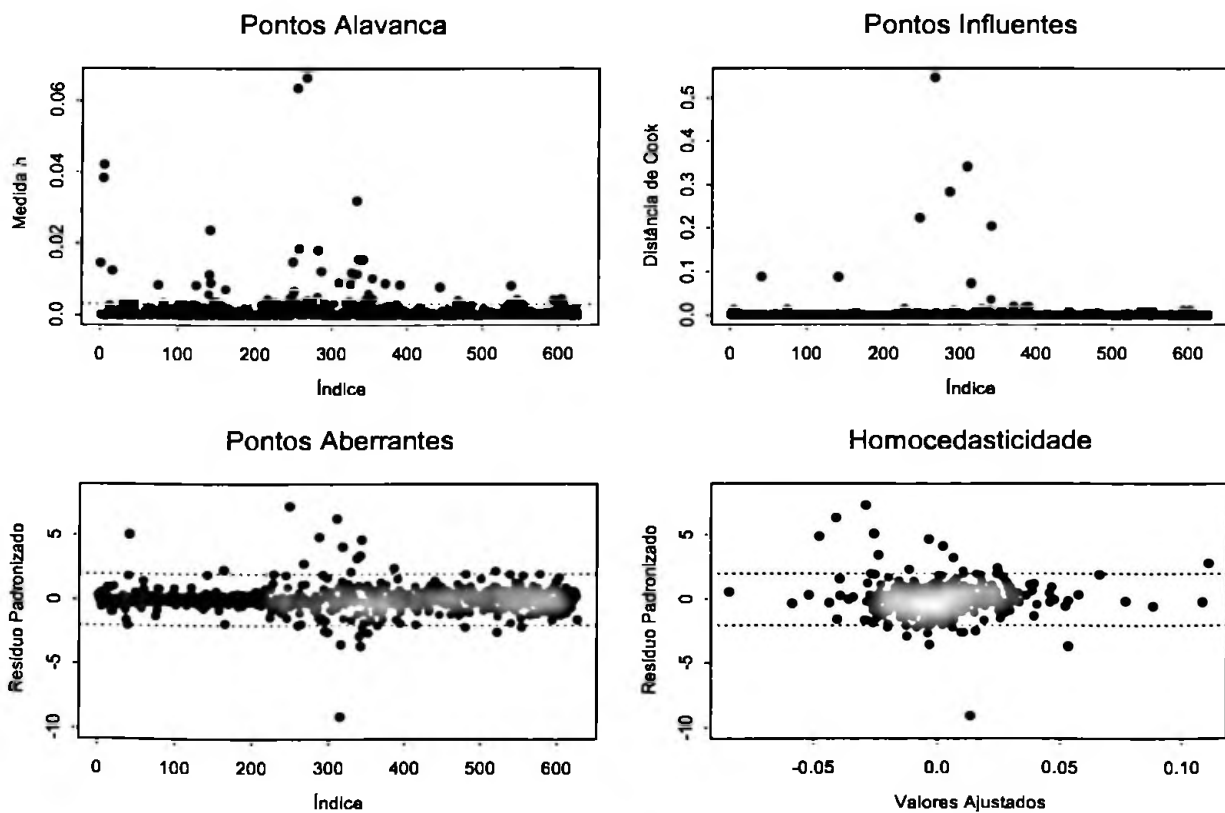 Pontos Alavanca
Medida h
0.0 0.02 0.04 0.06
0 100 200 300 400 500 600
Índice
Pontos Influentes
Distância de Cook
0.0 0.1 0.2 0.3 0.4 0.5
0 100 200 300 400 500 600
Índice
Pontos Aberrantes
Resíduo Padronizado
-10 -5 0 5
0 100 200 300 400 500 600
Índice
Homocedasticidade
Resíduo Padronizado
-10 -5 0 5
-0.05 0.0 0.05 0.10
Valores Ajustados